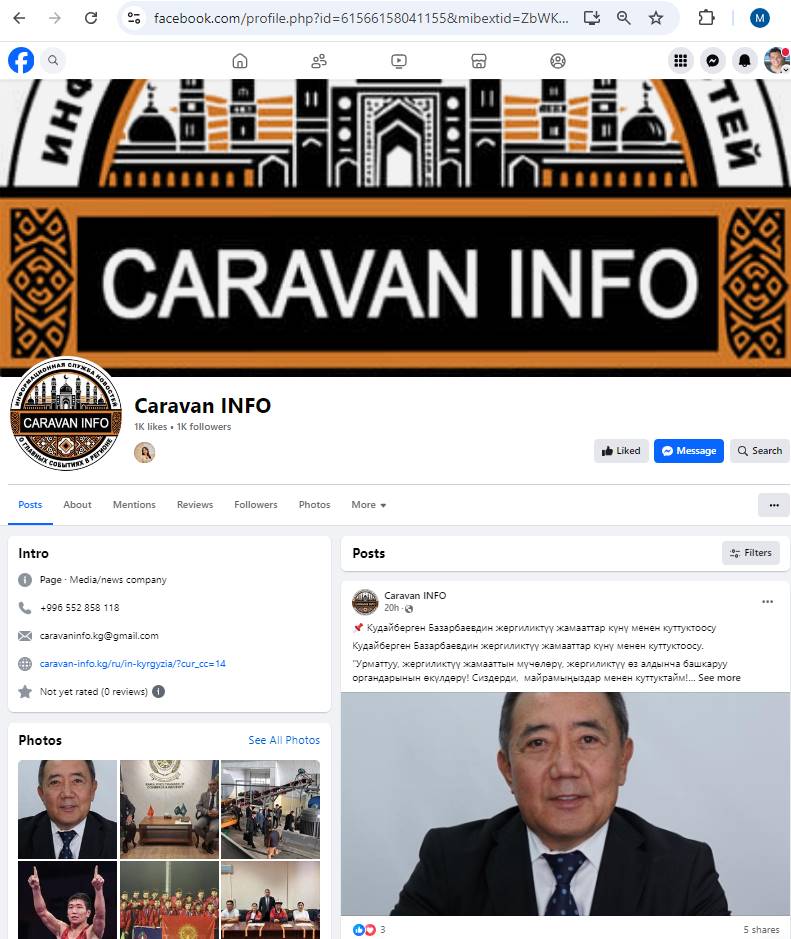 facebook.com/profile.php?id=61566158041155&mibextid=ZbWK...
M
НФ
ТЕЙ
CARAVAN INFO
ИНФОРМАЦИОННАЯ СЛУЖБА НОВОСТЕЙ
CARAVAN INFO
О ГЛАВНЫХ СОБЫТИЯХ В РЕГИОНЕ
Caravan INFO
1K likes • 1K followers
Liked
Message
Search
Posts
About
Mentions
Reviews
Followers
Photos
More
Intro
Page · Media/news company
+996 552 858 118
caravaninfo.kg@gmail.com
caravan-info.kg/ru/in-kyrgyzia/?cur_cc=14
Not yet rated (0 reviews)
Photos
See All Photos
Posts
Filters
Caravan INFO
20h ·
📌 Кудайберген Базарбаевдин жергиликтүү жамааттар күнү менен куттуктоосу
Кудайберген Базарбаевдин жергиликтүү жамааттар күнү менен куттуктоосу.
"Урматтуу, жергиликтүү жамааттын мүчөлөрү, жергиликтүү өз алдынча башкаруу
органдарынын өкүлдөрү! Сиздерди, майрамыңыздар менен куттуктайм!... See more
3
5 shares